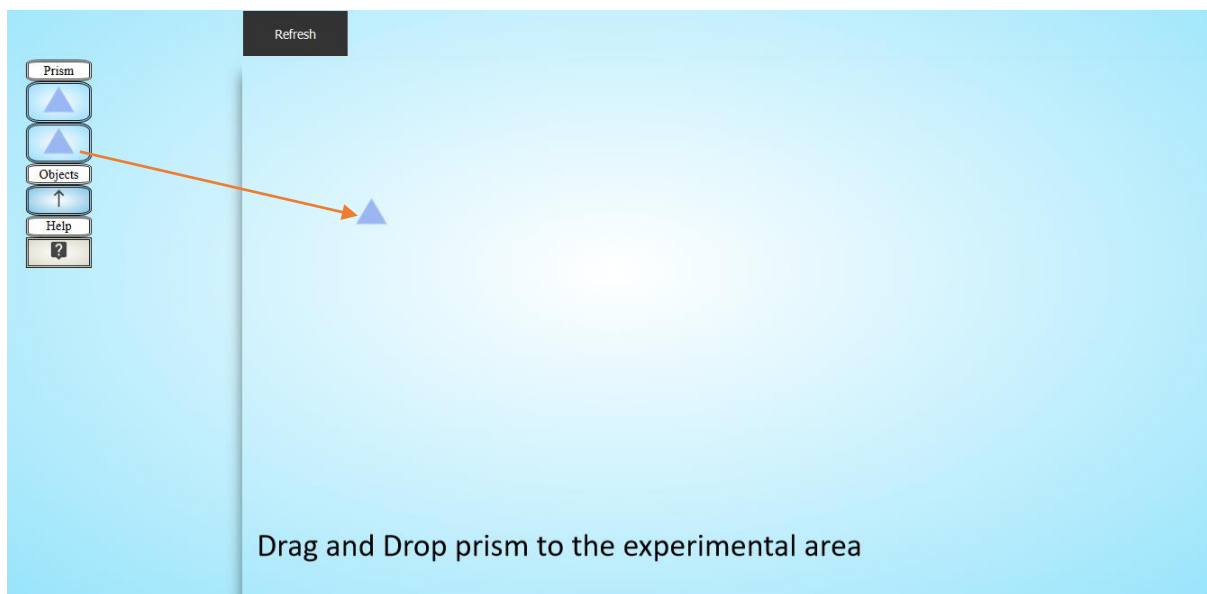 Refresh
Prism
Objects
Help
?
Drag and Drop prism to the experimental area